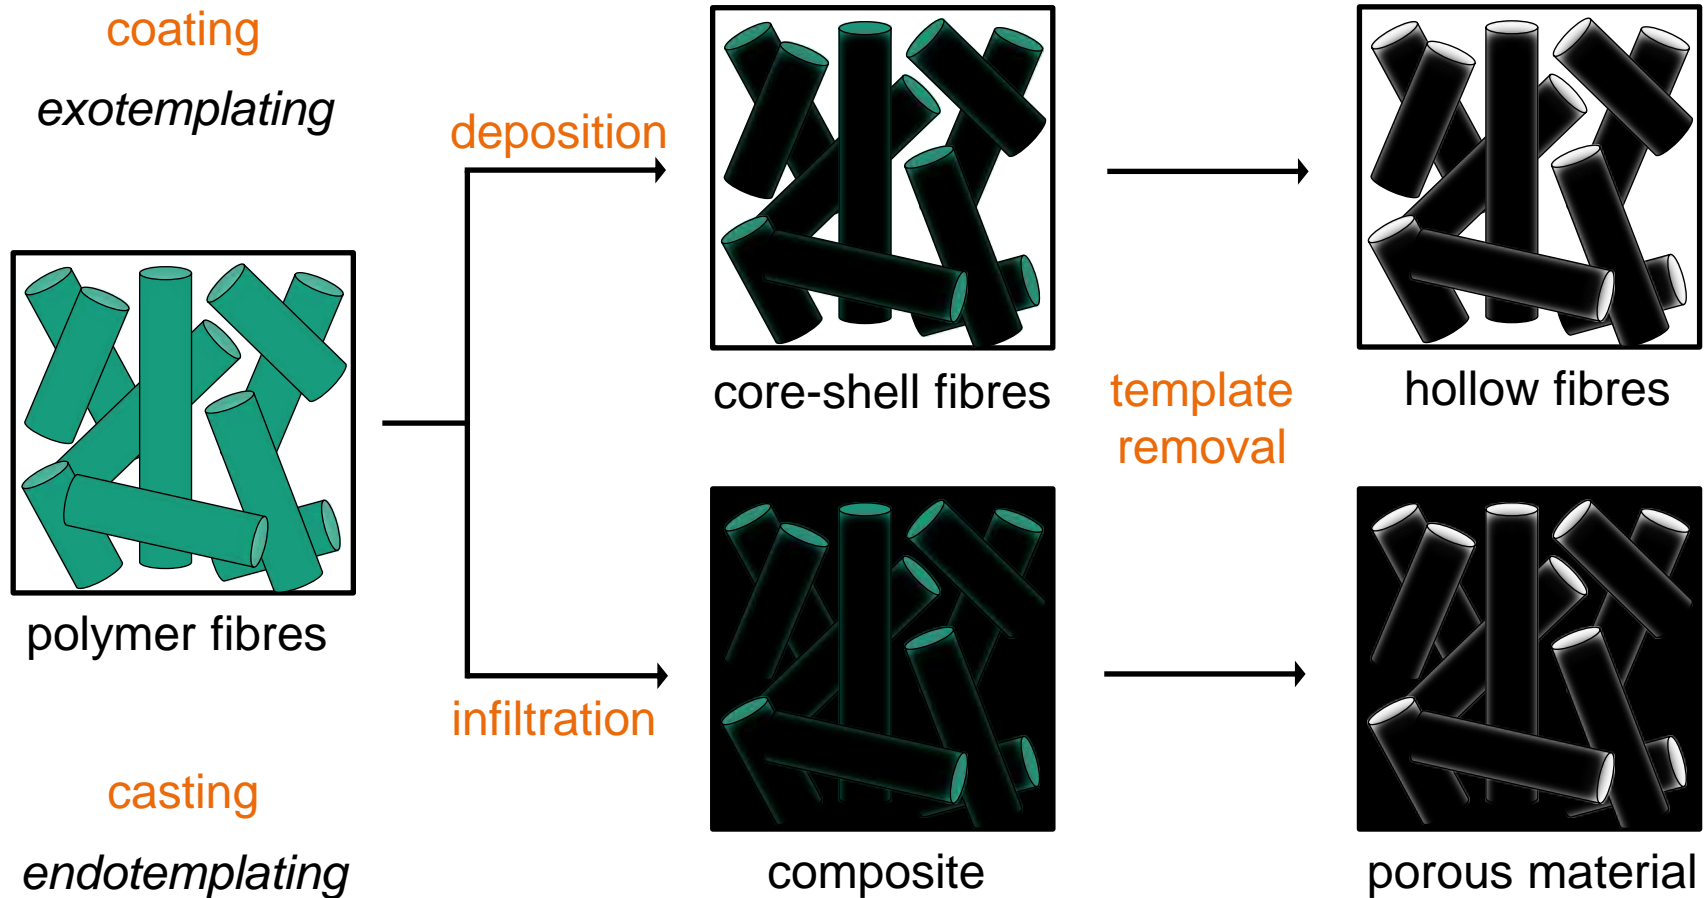 coating
exotemplating
deposition
core-shell fibres
template
removal
hollow fibres
polymer fibres
infiltration
casting
endotemplating
composite
porous material